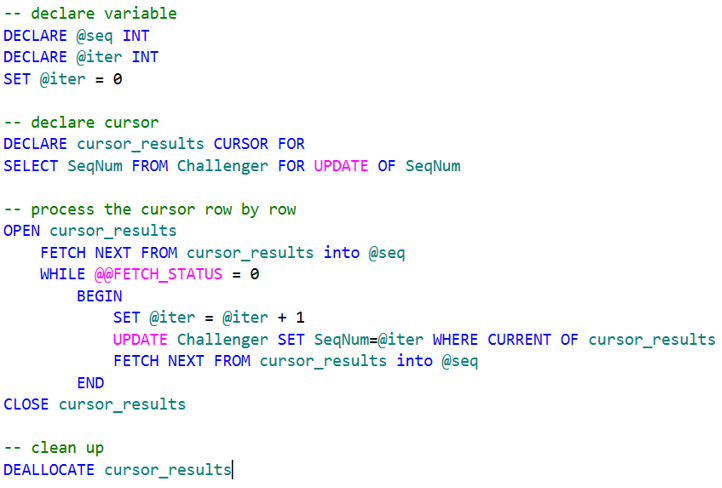 -- declare variable
DECLARE @seq INT
DECLARE @iter INT
SET @iter = 0

-- declare cursor
DECLARE cursor_results CURSOR FOR
SELECT SeqNum FROM Challenger FOR UPDATE OF SeqNum

-- process the cursor row by row
OPEN cursor_results
    FETCH NEXT FROM cursor_results into @seq
    WHILE @@FETCH_STATUS = 0
        BEGIN
            SET @iter = @iter + 1
            UPDATE Challenger SET SeqNum=@iter WHERE CURRENT OF cursor_results
            FETCH NEXT FROM cursor_results into @seq
        END
CLOSE cursor_results

-- clean up
DEALLOCATE cursor_results